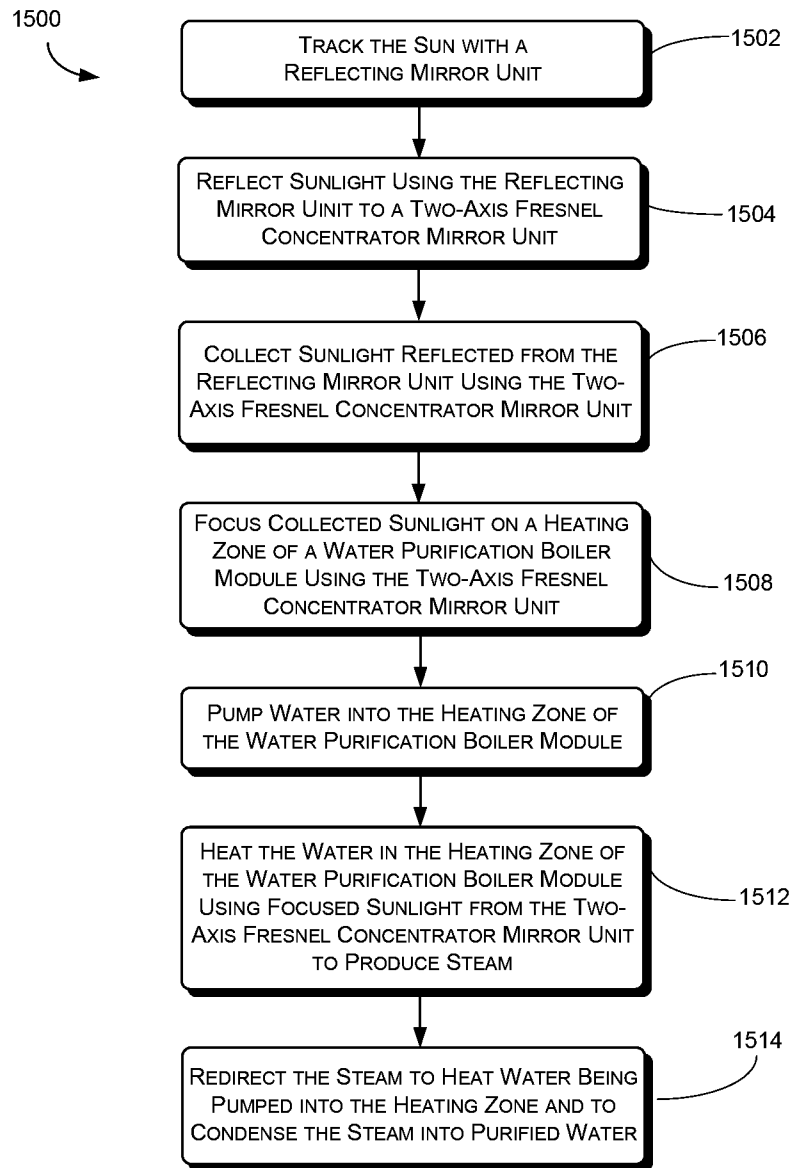 1500
TRACK THE SUN WITH A
REFLECTING MIRROR UNIT
1502
REFLECT SUNLIGHT USING THE REFLECTING
MIRROR UINIT TO A TWO-AXIS FRESNEL
CONCENTRATOR MIRROR UNIT
1504
COLLECT SUNLIGHT REFLECTED FROM THE
REFLECTING MIRROR UNIT USING THE TWO-
AXIS FRESNEL CONCENTRATOR MIRROR UNIT
1506
FOCUS COLLECTED SUNLIGHT ON A HEATING
ZONE OF A WATER PURIFICATION BOILER
MODULE USING THE TWO-AXIS FRESNEL
CONCENTRATOR MIRROR UNIT
1508
PUMP WATER INTO THE HEATING ZONE OF
THE WATER PURIFICATION BOILER MODULE
1510
HEAT THE WATER IN THE HEATING ZONE OF
THE WATER PURIFICATION BOILER MODULE
USING FOCUSED SUNLIGHT FROM THE TWO-
AXIS FRESNEL CONCENTRATOR MIRROR UNIT
TO PRODUCE STEAM
1512
REDIRECT THE STEAM TO HEAT WATER BEING
PUMPED INTO THE HEATING ZONE AND TO
CONDENSE THE STEAM INTO PURIFIED WATER
1514